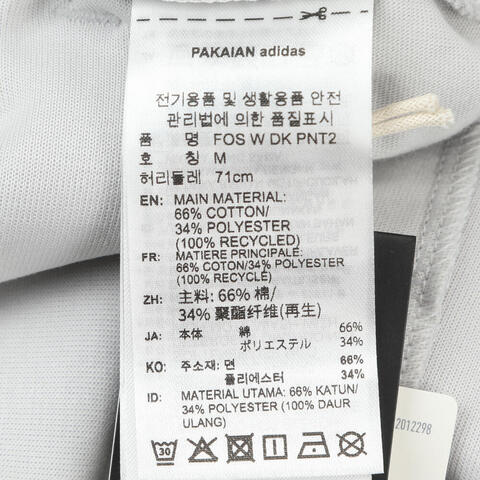 PAKAIAN adidas
전기용품 및 생활용품 안전
관리법에 의한 품질표시
품 명 FOS W DK PNT2
호 칭 M
허리둘레 71cm
EN: MAIN MATERIAL:
66% COTTON/
34% POLYESTER
(100% RECYCLED)
FR: MATIERE PRINCIPALE:
66% COTON/34% POLYESTER
(100% RECYCLÉ)
ZH: 主料: 66% 棉/
34% 聚酯纤维(再生)
JA: 本体 綿 66%
ポリエステル 34%
KO: 주소재: 면 66%
폴리에스터 34%
ID: MATERIAL UTAMA: 66% KATUN/
34% POLYESTER (100% DAUR
ULANG)
30
2012298